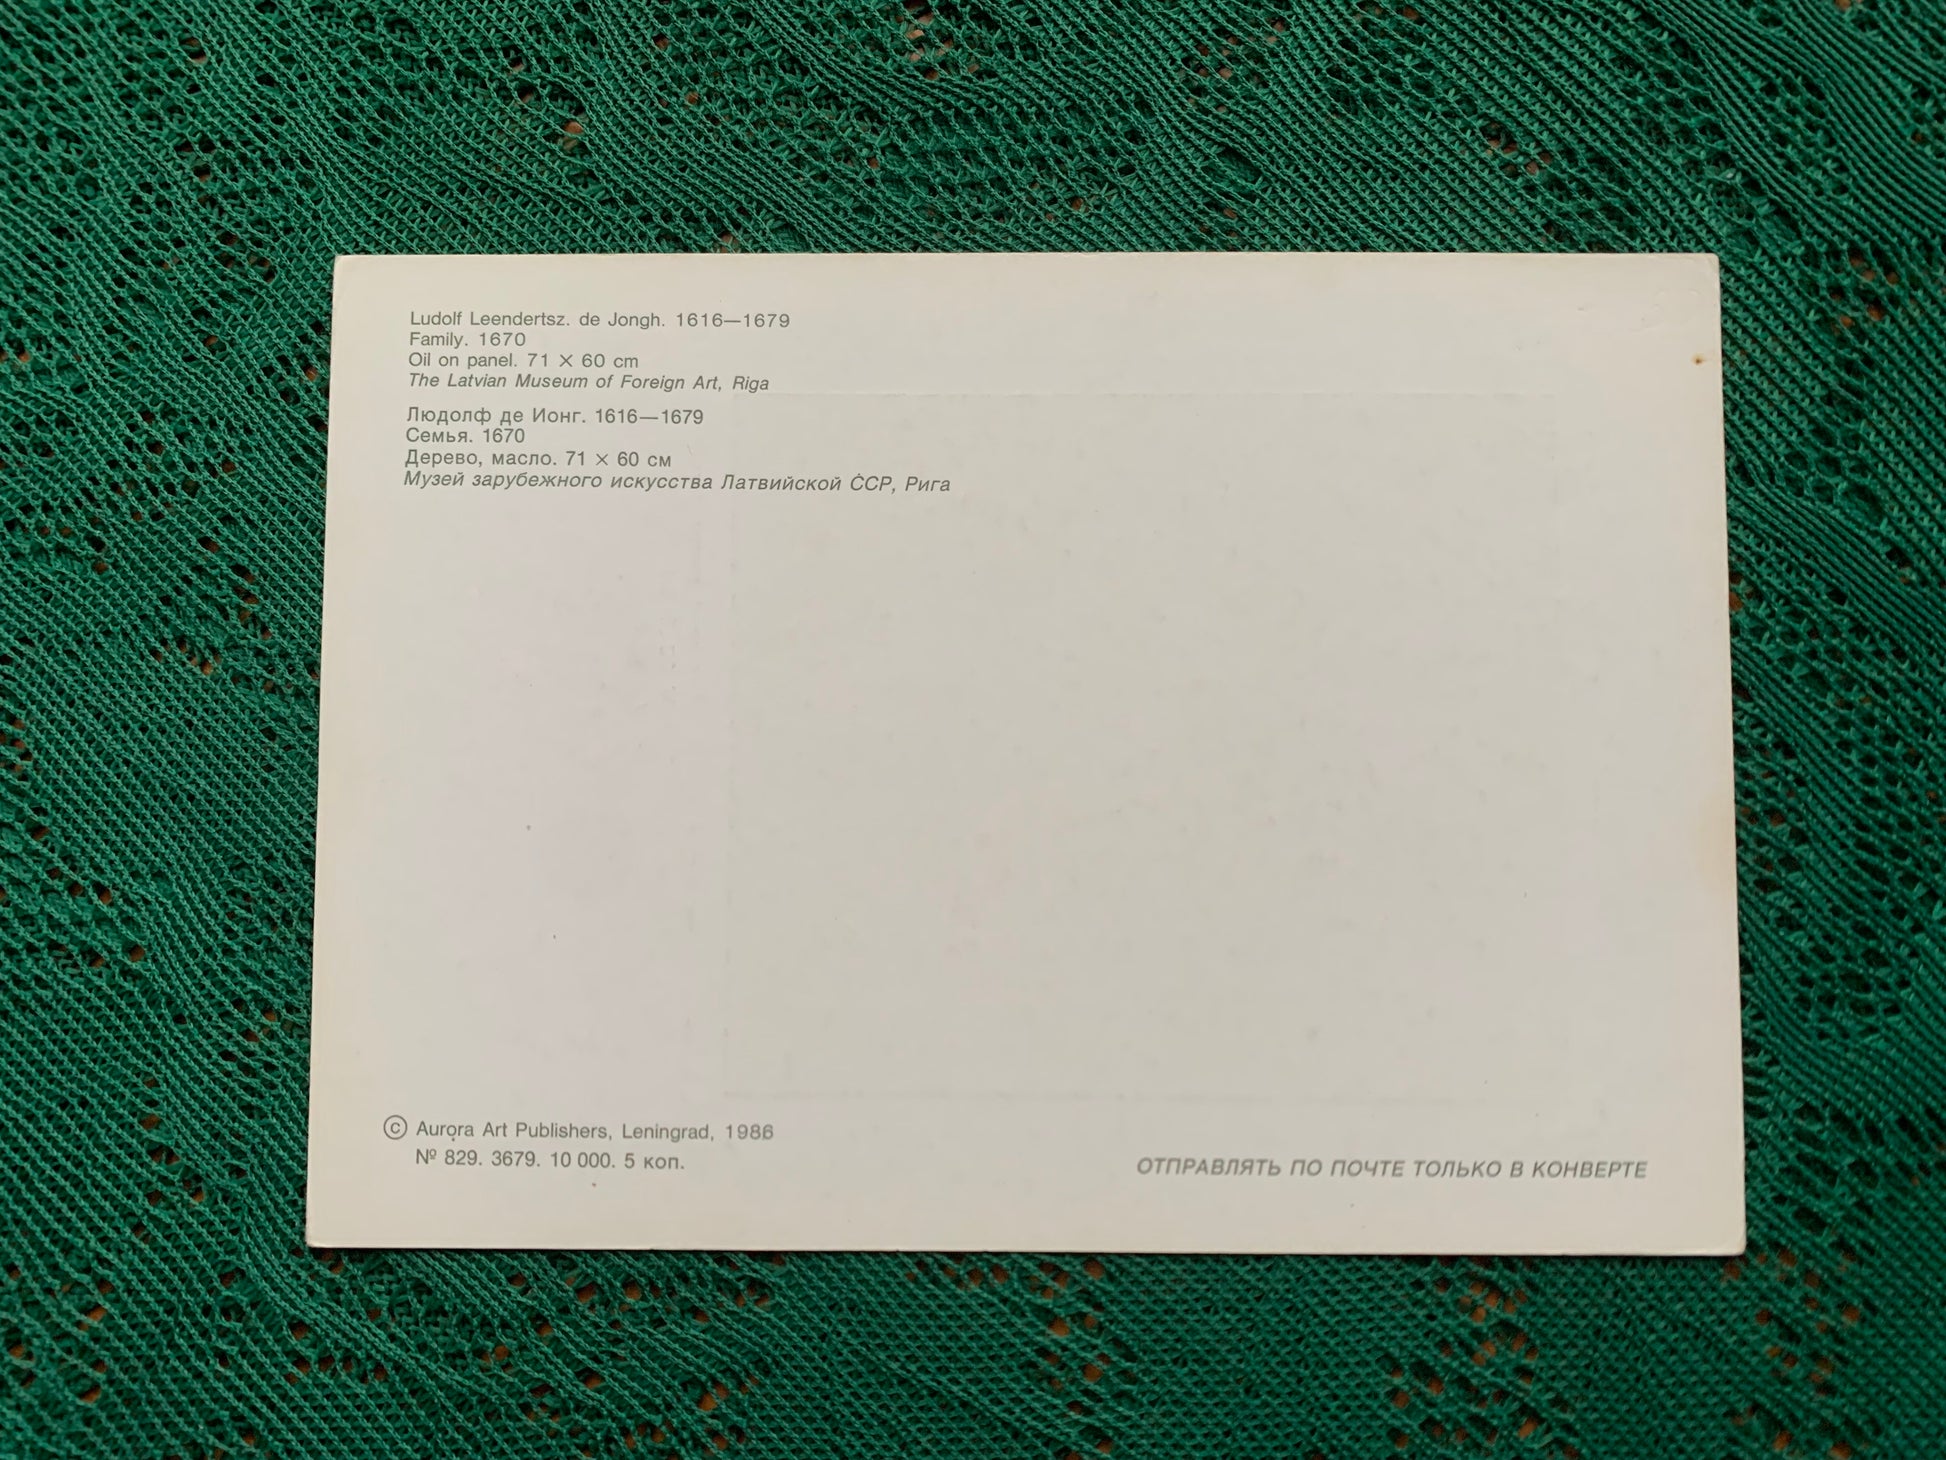 Ludolf Leendertsz. de Jongh. 1616—1679
Family. 1670
Oil on panel. 71 × 60 cm
The Latvian Museum of Foreign Art, Riga
Людолф де Ионг. 1616—1679
Семья. 1670
Дерево, масло. 71 × 60 см
Музей зарубежного искусства Латвийской ССР, Рига
© Aurora Art Publishers, Leningrad, 1986
№ 829. 3679. 10 000. 5 коп.
ОТПРАВЛЯТЬ ПО ПОЧТЕ ТОЛЬКО В КОНВЕРТЕ